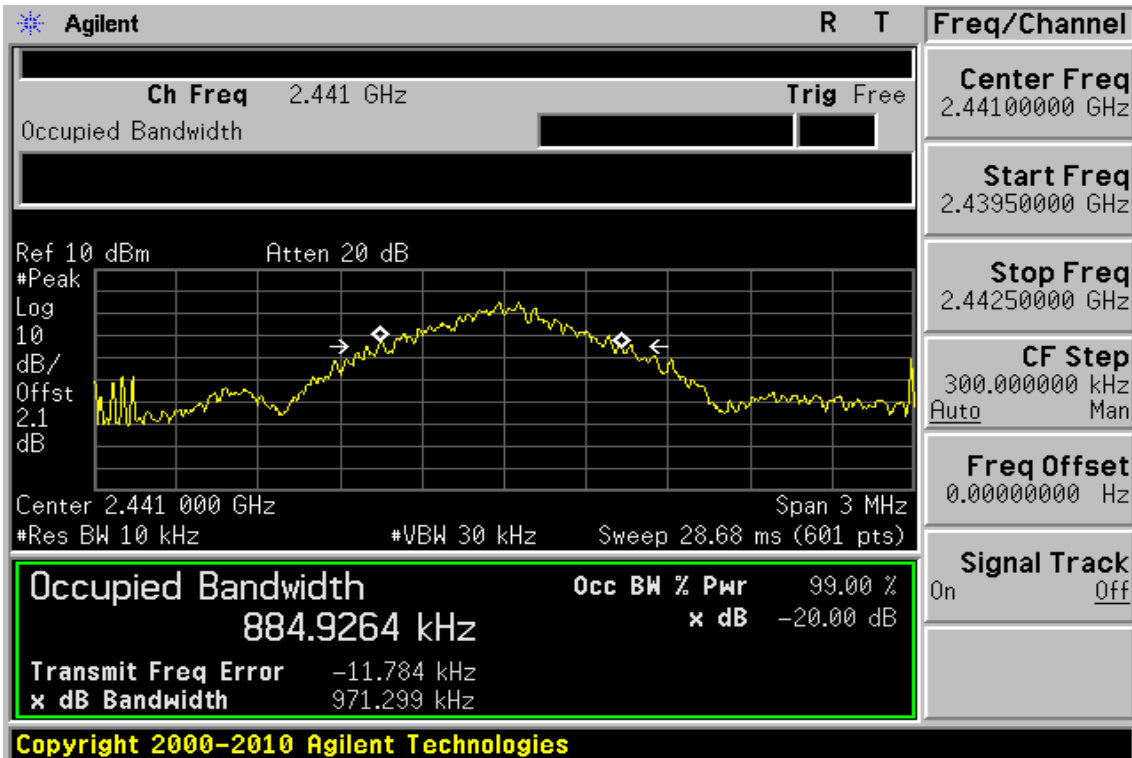 Agilent R T
Ch Freq 2.441 GHz Trig Free
Occupied Bandwidth
Ref 10 dBm Atten 20 dB
#Peak
Log
10
dB/
Offst
2.1
dB
Center 2.441 000 GHz Span 3 MHz
#Res BW 10 kHz #VBW 30 kHz Sweep 28.68 ms (601 pts)
Occupied Bandwidth
884.9264 kHz
Occ BW % Pwr 99.00 %
x dB -20.00 dB
Transmit Freq Error -11.784 kHz
x dB Bandwidth 971.299 kHz
Copyright 2000-2010 Agilent Technologies
Freq/Channel
Center Freq
2.44100000 GHz
Start Freq
2.43950000 GHz
Stop Freq
2.44250000 GHz
CF Step
300.000000 kHz
Auto Man
Freq Offset
0.00000000 Hz
Signal Track
On Off